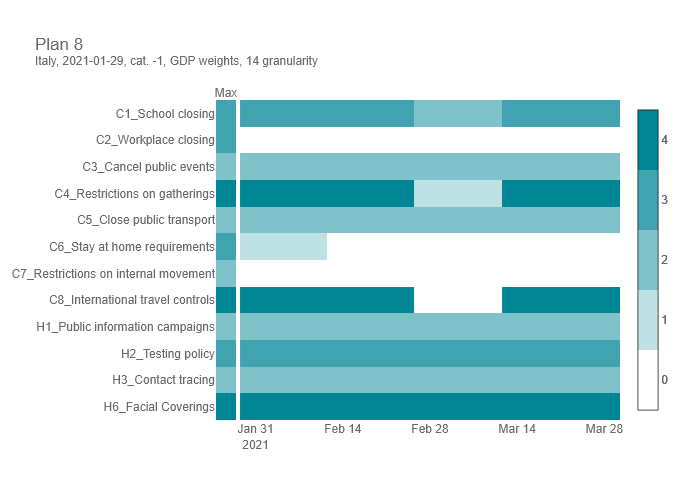 Plan 8
Italy, 2021-01-29, cat. -1, GDP weights, 14 granularity
Max
C1_School closing
C2_Workplace closing
C3_Cancel public events
C4_Restrictions on gatherings
C5_Close public transport
C6_Stay at home requirements
C7_Restrictions on internal movement
C8_International travel controls
H1_Public information campaigns
H2_Testing policy
H3_Contact tracing
H6_Facial Coverings
Jan 31 Feb 14 Feb 28 Mar 14 Mar 28
2021
4
3
2
1
0